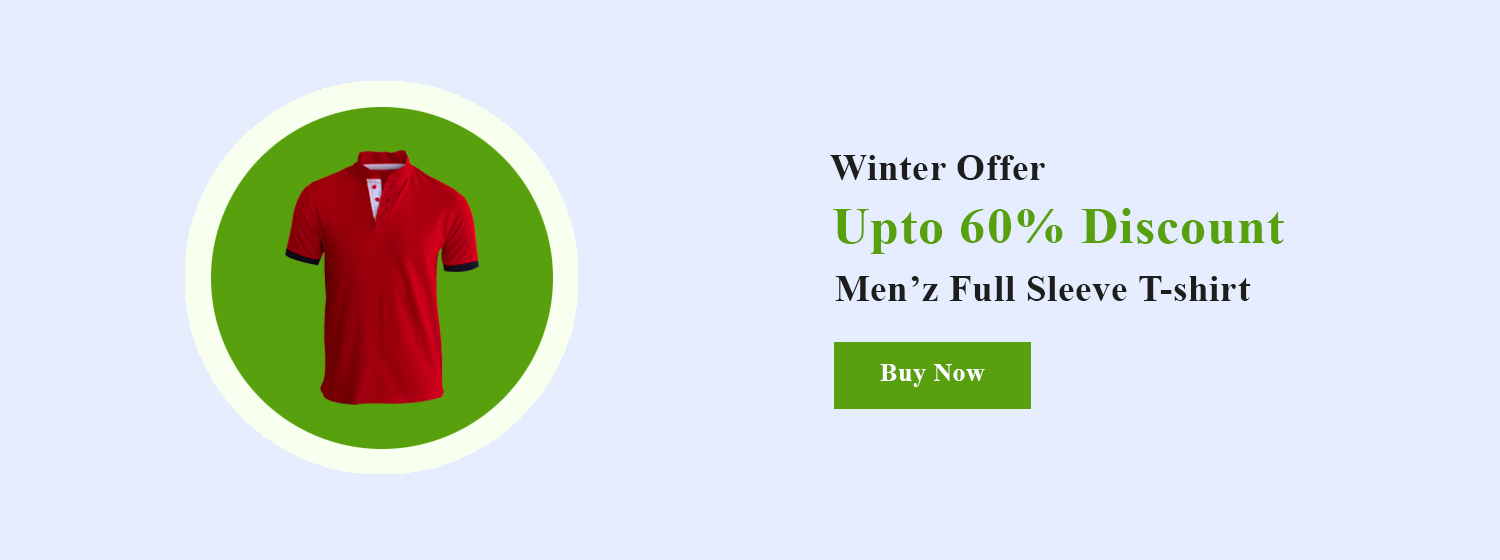 Winter Offer
Upto 60% Discount
Men’z Full Sleeve T-shirt
Buy Now